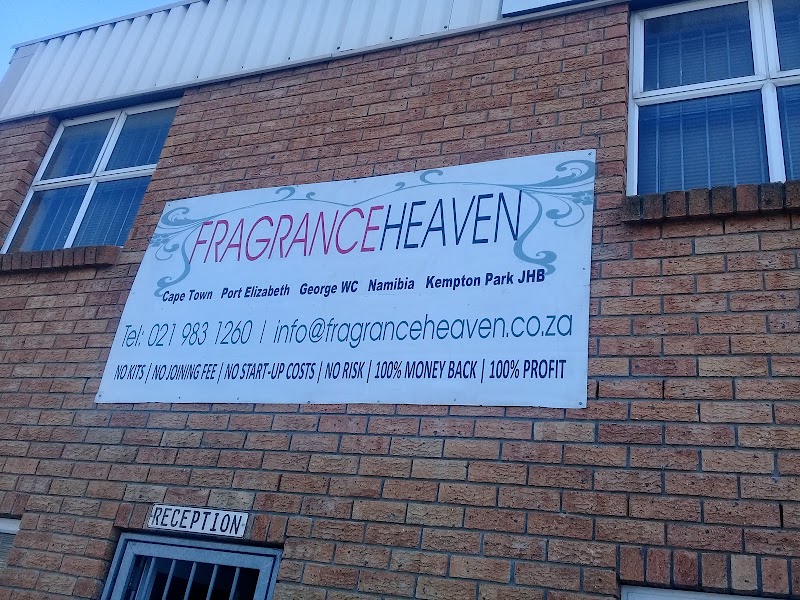 FRAGRANCEHEAVEN
Cape Town Port Elizabeth George WC Namibia Kempton Park JHB
Tel: 021 983 1260 | info@fragranceheaven.co.za
NO KITS | NO JOINING FEE | NO START-UP COSTS | NO RISK | 100% MONEY BACK | 100% PROFIT
RECEPTION